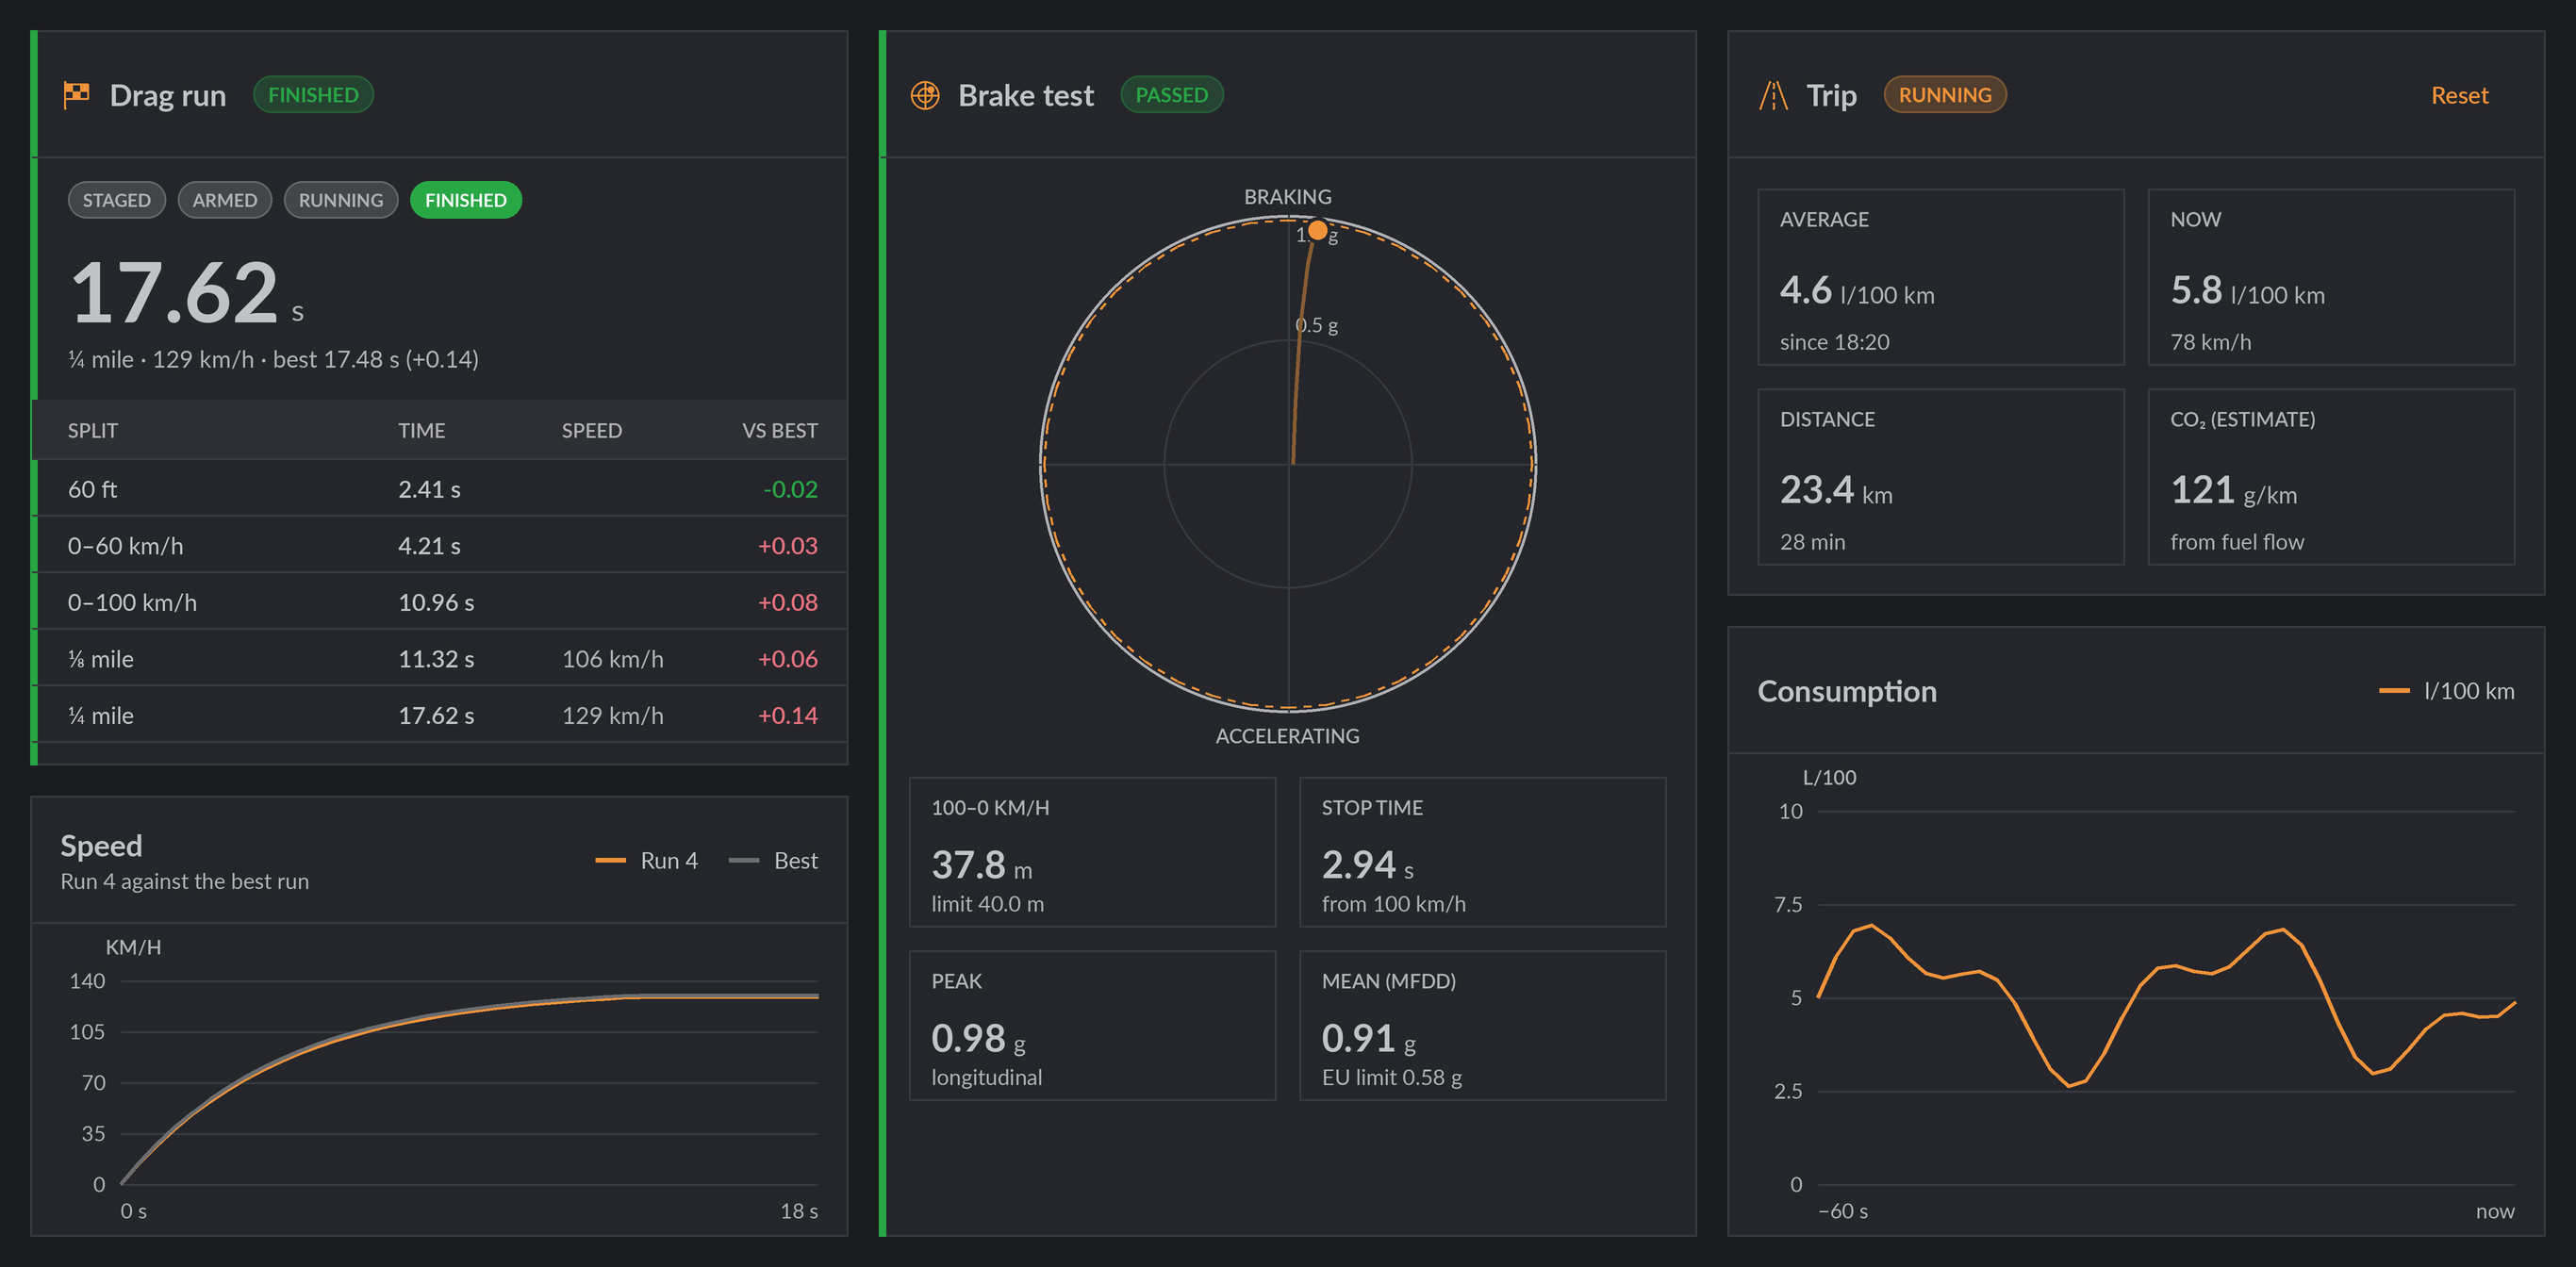 Drag run FINISHED
STAGED ARMED RUNNING FINISHED
17.62 s
¼ mile · 129 km/h · best 17.48 s (+0.14)
SPLIT TIME SPEED VS BEST
60 ft 2.41 s -0.02
0–60 km/h 4.21 s +0.03
0–100 km/h 10.96 s +0.08
⅛ mile 11.32 s 106 km/h +0.06
¼ mile 17.62 s 129 km/h +0.14
Speed
Run 4 against the best run
Run 4 Best
KM/H
140
105
70
35
0
0 s 18 s
Brake test PASSED
BRAKING
g
0.5 g
ACCELERATING
100–0 KM/H
37.8 m
limit 40.0 m
STOP TIME
2.94 s
from 100 km/h
PEAK
0.98 g
longitudinal
MEAN (MFDD)
0.91 g
EU limit 0.58 g
Trip RUNNING Reset
AVERAGE
4.6 l/100 km
since 18:20
NOW
5.8 l/100 km
78 km/h
DISTANCE
23.4 km
28 min
CO₂ (ESTIMATE)
121 g/km
from fuel flow
Consumption l/100 km
L/100
10
7.5
5
2.5
0
−60 s now